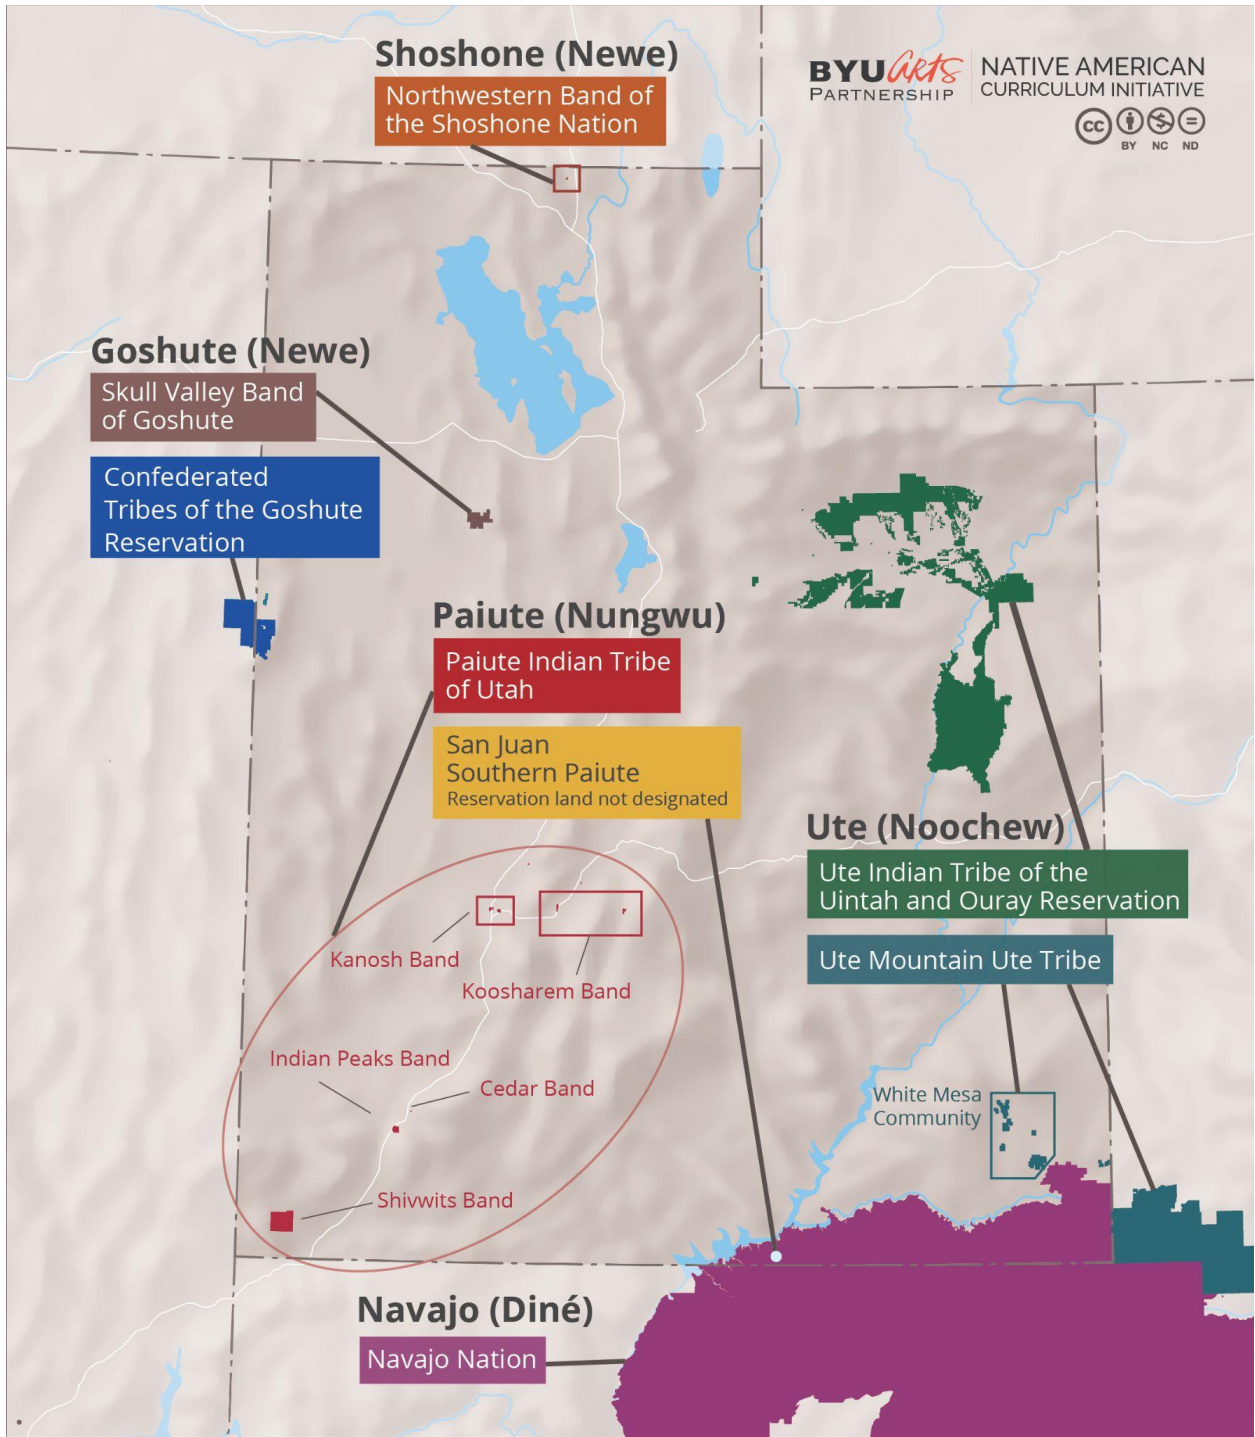 Shoshone (Newe)
Northwestern Band of
the Shoshone Nation
BYU Arts
PARTNERSHIP
NATIVE AMERICAN
CURRICULUM INITIATIVE
cc
BY NC ND
Goshute (Newe)
Skull Valley Band
of Goshute
Confederated
Tribes of the Goshute
Reservation
Paiute (Nungwu)
Paiute Indian Tribe
of Utah
San Juan
Southern Paiute
Reservation land not designated
Ute (Noochew)
Ute Indian Tribe of the
Uintah and Ouray Reservation
Ute Mountain Ute Tribe
Kanosh Band
Koosharem Band
Indian Peaks Band
Cedar Band
Shivwits Band
White Mesa
Community
Navajo (Diné)
Navajo Nation